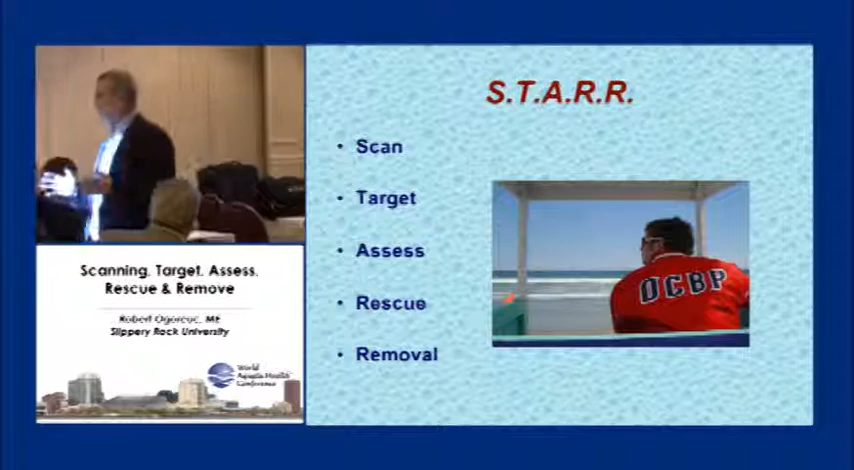 S.T.A.R.R.
• Scan
• Target
• Assess
• Rescue
• Removal
OCBP
Scanning, Target, Assess,
Rescue & Remove
Robert Ogoreuc, ME
Slippery Rock University
World
Aquatic Health
Conference